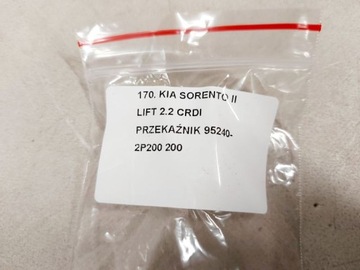 170. KIA SORENTO II
LIFT 2.2 CRDI
PRZEKAŹNIK 95240-
2P200 200